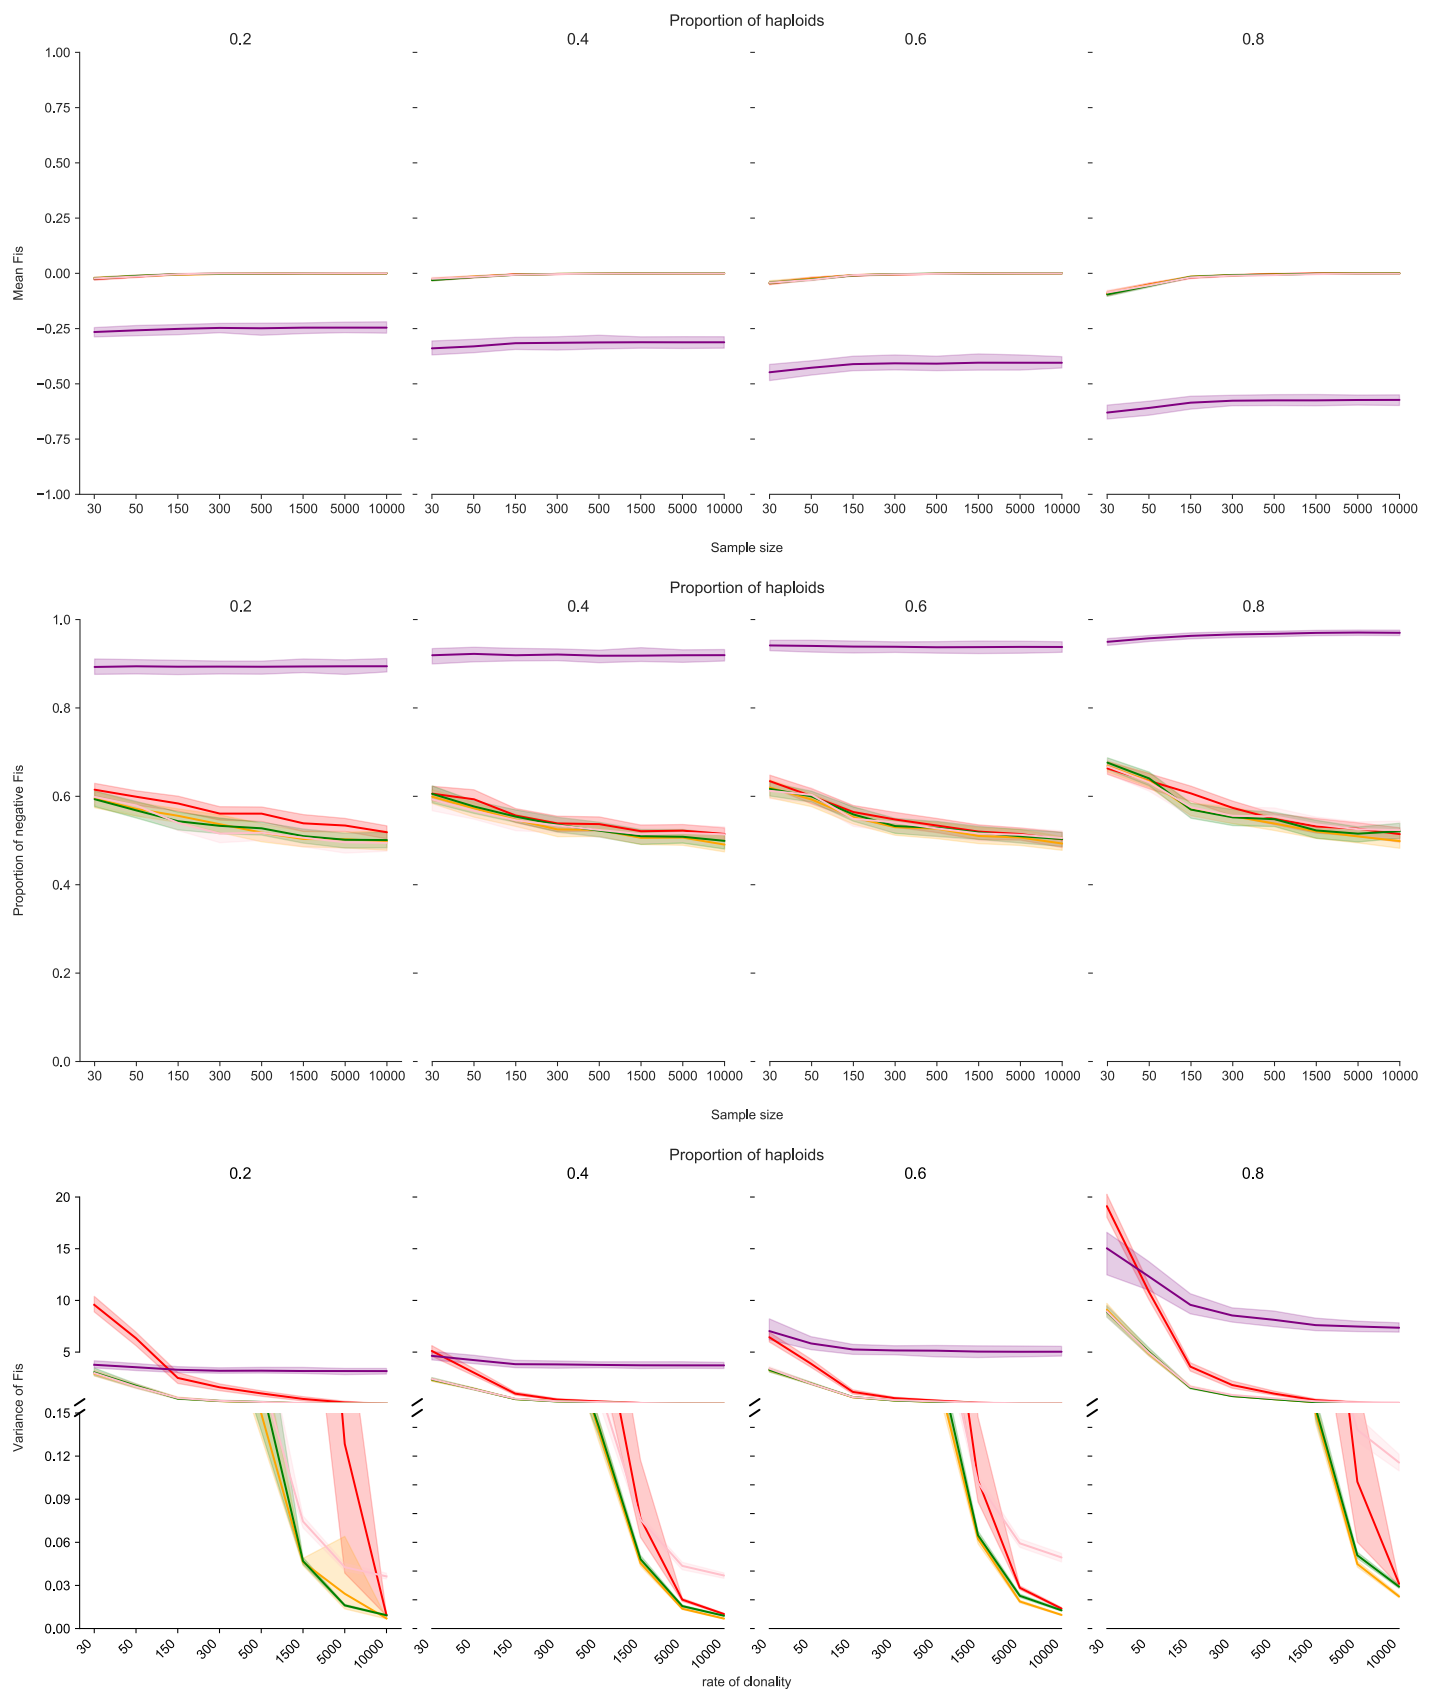 Proportion of haploids
0.2 0.4 0.6 0.8
1.00
0.75
0.50
0.25
0.00
−0.25
−0.50
−0.75
−1.00
Mean Fis
30 50 150 300 500 1500 5000 10000 30 50 150 300 500 1500 5000 10000 30 50 150 300 500 1500 5000 10000 30 50 150 300 500 1500 5000 10000
Sample size
Proportion of haploids
0.2 0.4 0.6 0.8
1.0
0.8
0.6
0.4
0.2
0.0
Proportion of negative Fis
30 50 150 300 500 1500 5000 10000 30 50 150 300 500 1500 5000 10000 30 50 150 300 500 1500 5000 10000 30 50 150 300 500 1500 5000 10000
Sample size
Proportion of haploids
0.2 0.4 0.6 0.8
20
15
10
5
0.15
0.12
0.09
0.06
0.03
0.00
Variance of Fis
30 50 150 300 500 1500 5000 10000 30 50 150 300 500 1500 5000 10000 30 50 150 300 500 1500 5000 10000 30 50 150 300 500 1500 5000 10000
rate of clonality